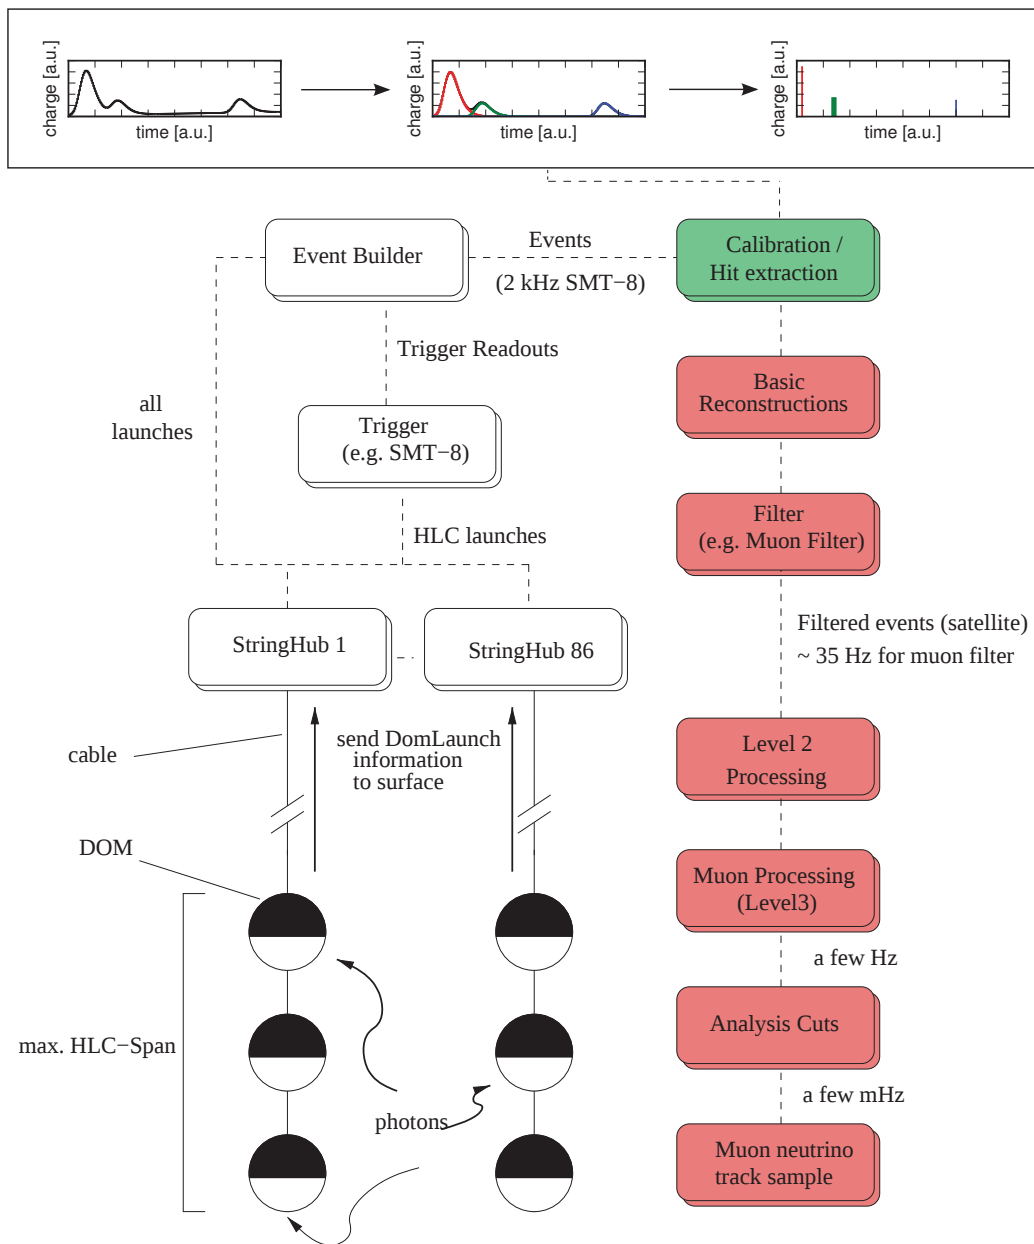 charge [a.u.]
time [a.u.]
charge [a.u.]
time [a.u.]
charge [a.u.]
time [a.u.]
Event Builder
Events
(2 kHz SMT−8)
Calibration /
Hit extraction
Trigger Readouts
Basic
Reconstructions
all
launches
Trigger
(e.g. SMT−8)
HLC launches
Filter
(e.g. Muon Filter)
StringHub 1
StringHub 86
Filtered events (satellite)
~ 35 Hz for muon filter
cable
send DomLaunch
information
to surface
Level 2
Processing
DOM
Muon Processing
(Level3)
a few Hz
max. HLC−Span
Analysis Cuts
a few mHz
photons
Muon neutrino
track sample